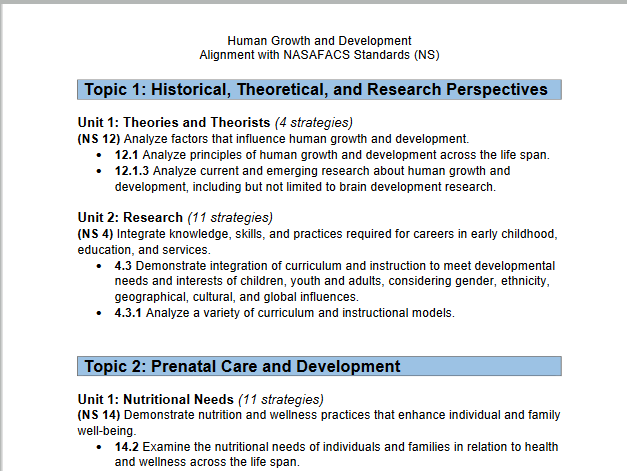 Human Growth and Development
Alignment with NASAFACS Standards (NS)
Topic 1: Historical, Theoretical, and Research Perspectives
Unit 1: Theories and Theorists (4 strategies)
(NS 12) Analyze factors that influence human growth and development.
• 12.1 Analyze principles of human growth and development across the life span.
• 12.1.3 Analyze current and emerging research about human growth and
development, including but not limited to brain development research.
Unit 2: Research (11 strategies)
(NS 4) Integrate knowledge, skills, and practices required for careers in early childhood,
education, and services.
• 4.3 Demonstrate integration of curriculum and instruction to meet developmental
needs and interests of children, youth and adults, considering gender, ethnicity,
geographical, cultural, and global influences.
• 4.3.1 Analyze a variety of curriculum and instructional models.
Topic 2: Prenatal Care and Development
Unit 1: Nutritional Needs (11 strategies)
(NS 14) Demonstrate nutrition and wellness practices that enhance individual and family
well-being.
• 14.2 Examine the nutritional needs of individuals and families in relation to health
and wellness across the life span.